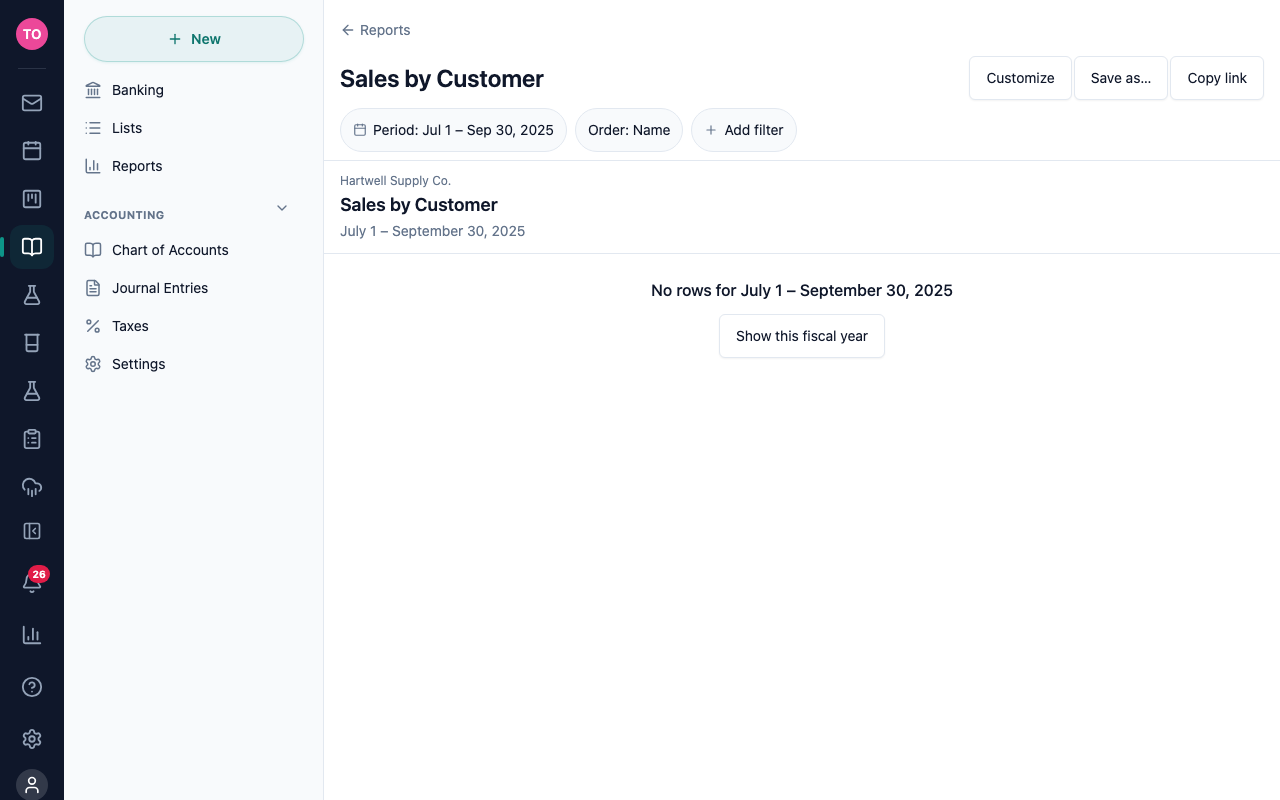 TO
26
New
Banking
Lists
Reports
ACCOUNTING
Chart of Accounts
Journal Entries
Taxes
Settings
Reports
Sales by Customer
Customize
Save as...
Copy link
Period: Jul 1 – Sep 30, 2025
Order: Name
Add filter
Hartwell Supply Co.
Sales by Customer
July 1 – September 30, 2025
No rows for July 1 – September 30, 2025
Show this fiscal year